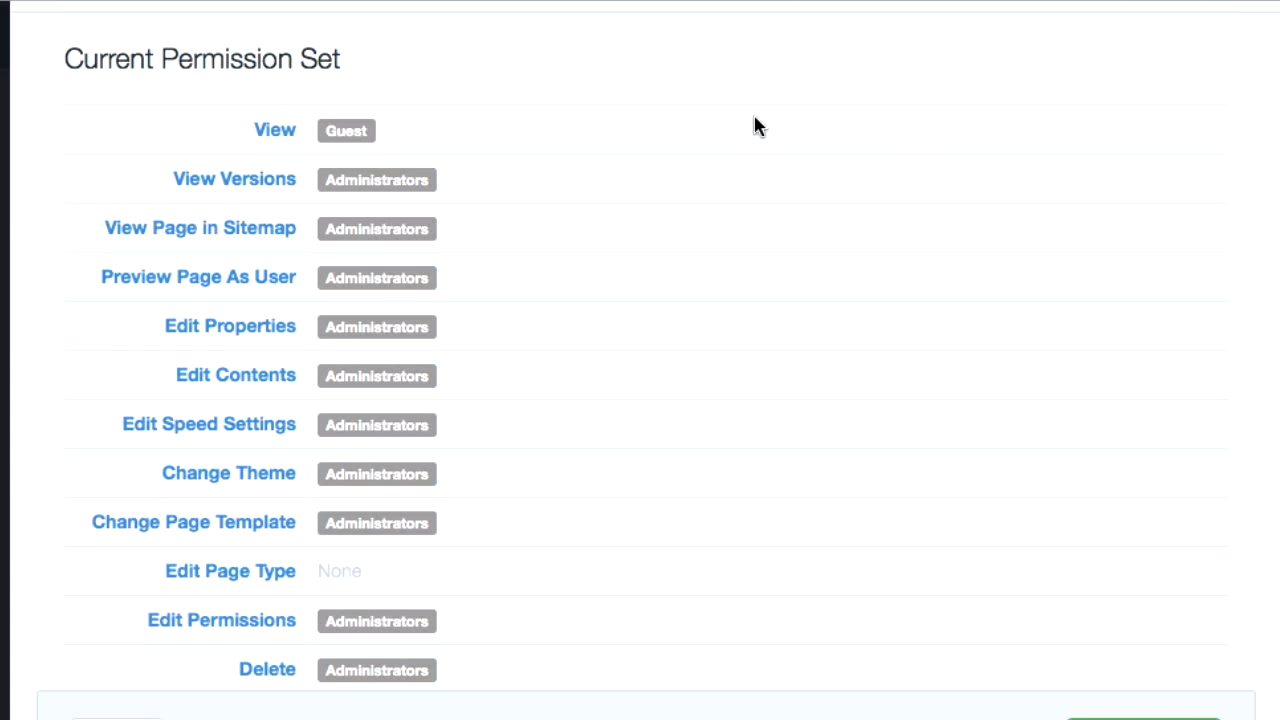 Current Permission Set
View Guest
View Versions Administrators
View Page in Sitemap Administrators
Preview Page As User Administrators
Edit Properties Administrators
Edit Contents Administrators
Edit Speed Settings Administrators
Change Theme Administrators
Change Page Template Administrators
Edit Page Type None
Edit Permissions Administrators
Delete Administrators